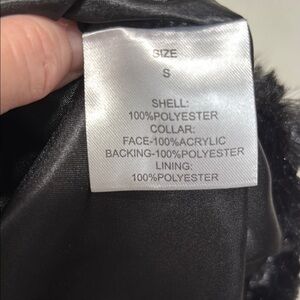 SIZE
S
SHELL:
100%POLYESTER
COLLAR:
FACE-100%ACRYLIC
BACKING-100%POLYESTER
LINING:
100%POLYESTER